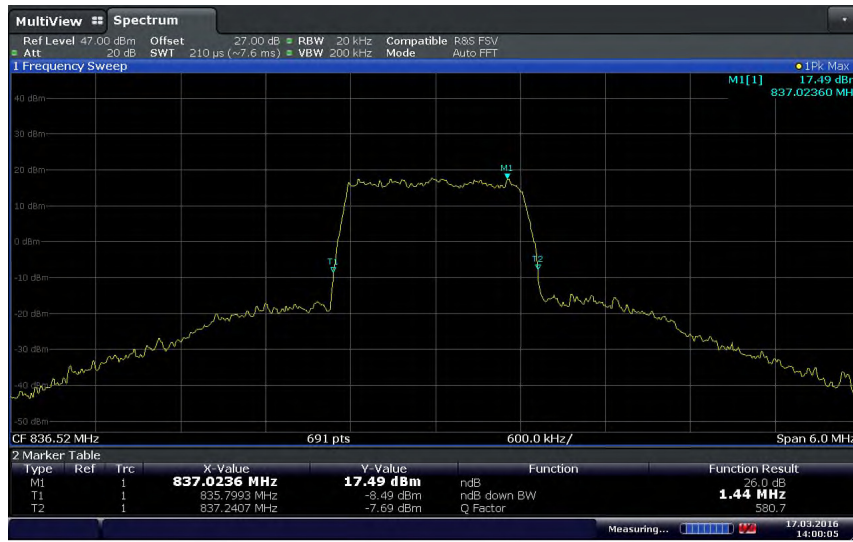 MultiView Spectrum
Ref Level 47.00 dBm Offset 27.00 dB RBW 20 kHz Compatible R&S FSV
Att 20 dB SWT 210 µs (~7.6 ms) VBW 200 kHz Mode Auto FFT
1 Frequency Sweep 1Pk Max
M1[1] 17.49 dBm
837.02360 MH
40 dBm
30 dBm
20 dBm
M1
10 dBm
0 dBm
T1 T2
-10 dBm
-20 dBm
-30 dBm
-40 dBm
-50 dBm
CF 836.52 MHz 691 pts 600.0 kHz/ Span 6.0 MHz
2 Marker Table
Type Ref Trc X-Value Y-Value Function Function Result
M1 1 837.0236 MHz 17.49 dBm ndB 26.0 dB
T1 1 835.7993 MHz -8.49 dBm ndB down BW 1.44 MHz
T2 1 837.2407 MHz -7.69 dBm Q Factor 580.7
Measuring... 17.03.2016
14:00:05